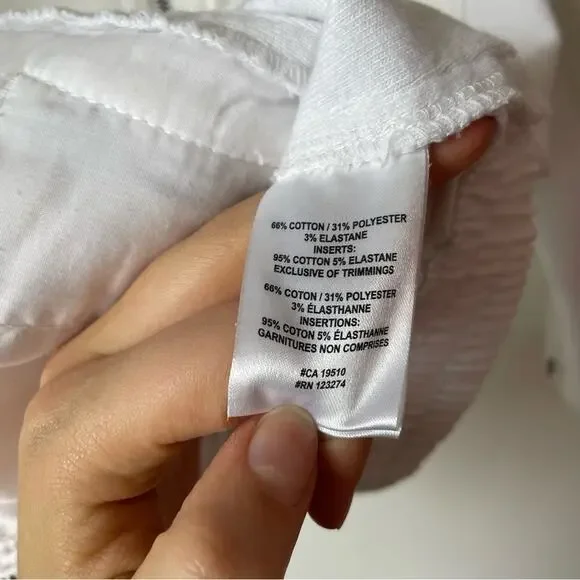 66% COTTON / 31% POLYESTER
3% ELASTANE
INSERTS:
95% COTTON 5% ELASTANE
EXCLUSIVE OF TRIMMINGS
66% COTON / 31% POLYESTER
3% ÉLASTHANNE
INSERTIONS:
95% COTON 5% ÉLASTHANNE
GARNITURES NON COMPRISES
#CA 19510
#RN 123274